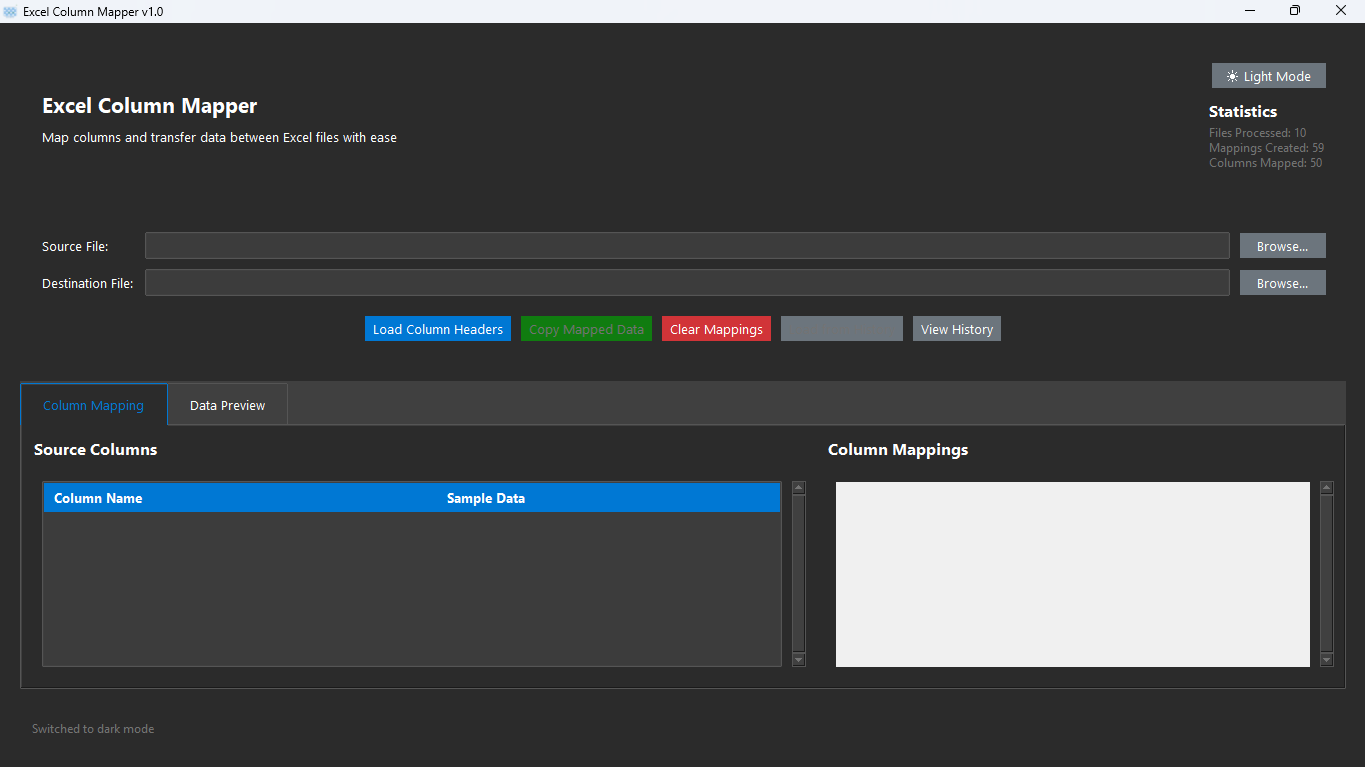 Excel Column Mapper v1.0
☀ Light Mode
Excel Column Mapper
Map columns and transfer data between Excel files with ease
Statistics
Files Processed: 10
Mappings Created: 59
Columns Mapped: 50
Source File:
Browse...
Destination File:
Browse...
Load Column Headers
Copy Mapped Data
Clear Mappings
View History
Column Mapping
Data Preview
Source Columns
Column Mappings
Column Name
Sample Data
Switched to dark mode